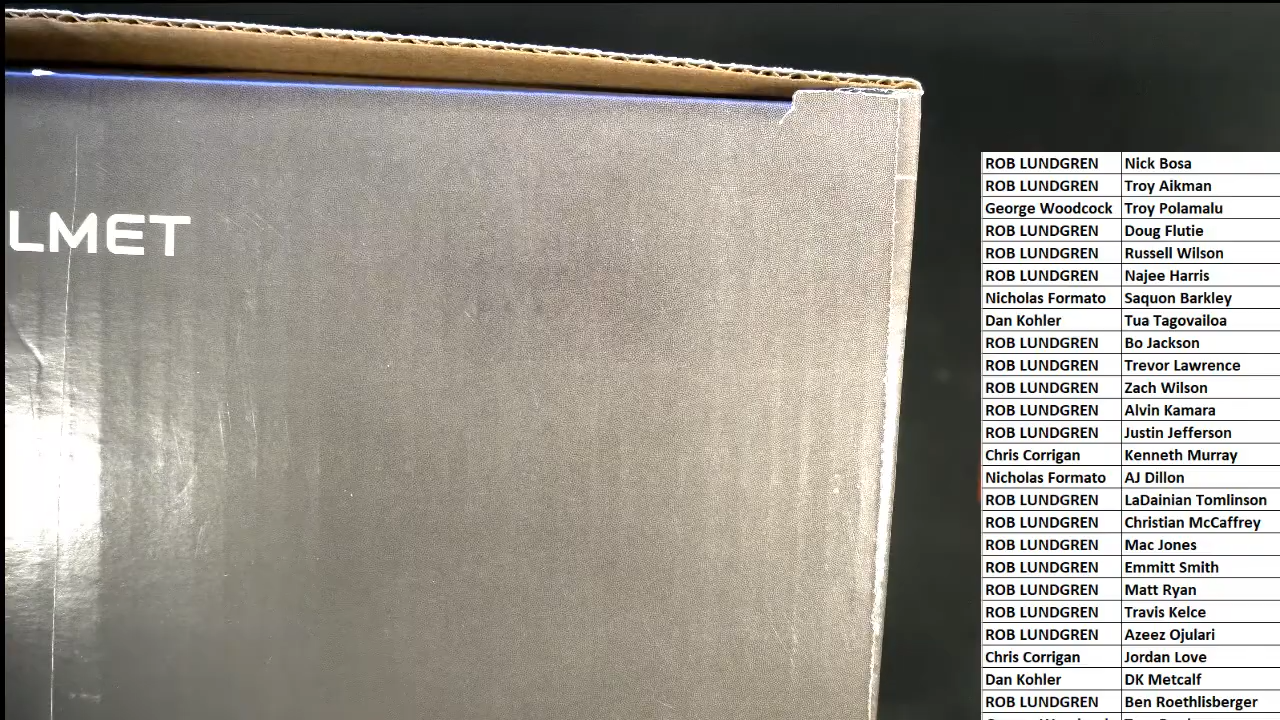 LMET
ROB LUNDGREN Nick Bosa
ROB LUNDGREN Troy Aikman
George Woodcock Troy Polamalu
ROB LUNDGREN Doug Flutie
ROB LUNDGREN Russell Wilson
ROB LUNDGREN Najee Harris
Nicholas Formato Saquon Barkley
Dan Kohler Tua Tagovailoa
ROB LUNDGREN Bo Jackson
ROB LUNDGREN Trevor Lawrence
ROB LUNDGREN Zach Wilson
ROB LUNDGREN Alvin Kamara
ROB LUNDGREN Justin Jefferson
Chris Corrigan Kenneth Murray
Nicholas Formato AJ Dillon
ROB LUNDGREN LaDainian Tomlinson
ROB LUNDGREN Christian McCaffrey
ROB LUNDGREN Mac Jones
ROB LUNDGREN Emmitt Smith
ROB LUNDGREN Matt Ryan
ROB LUNDGREN Travis Kelce
ROB LUNDGREN Azeez Ojulari
Chris Corrigan Jordan Love
Dan Kohler DK Metcalf
ROB LUNDGREN Ben Roethlisberger